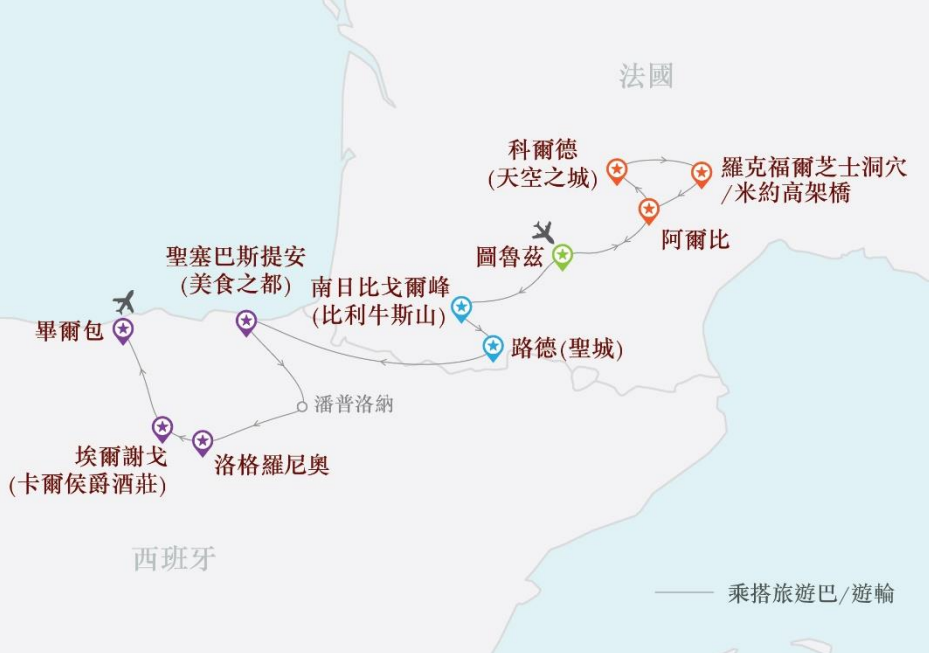 法國
科爾德
(天空之城)
羅克福爾芝士洞穴
/米約高架橋
阿爾比
圖魯茲
聖塞巴斯提安
(美食之都)
南日比戈爾峰
(比利牛斯山)
畢爾包
路德(聖城)
潘普洛納
埃爾謝戈
(卡爾侯爵酒莊)
洛格羅尼奧
西班牙
乘搭旅遊巴/遊輪